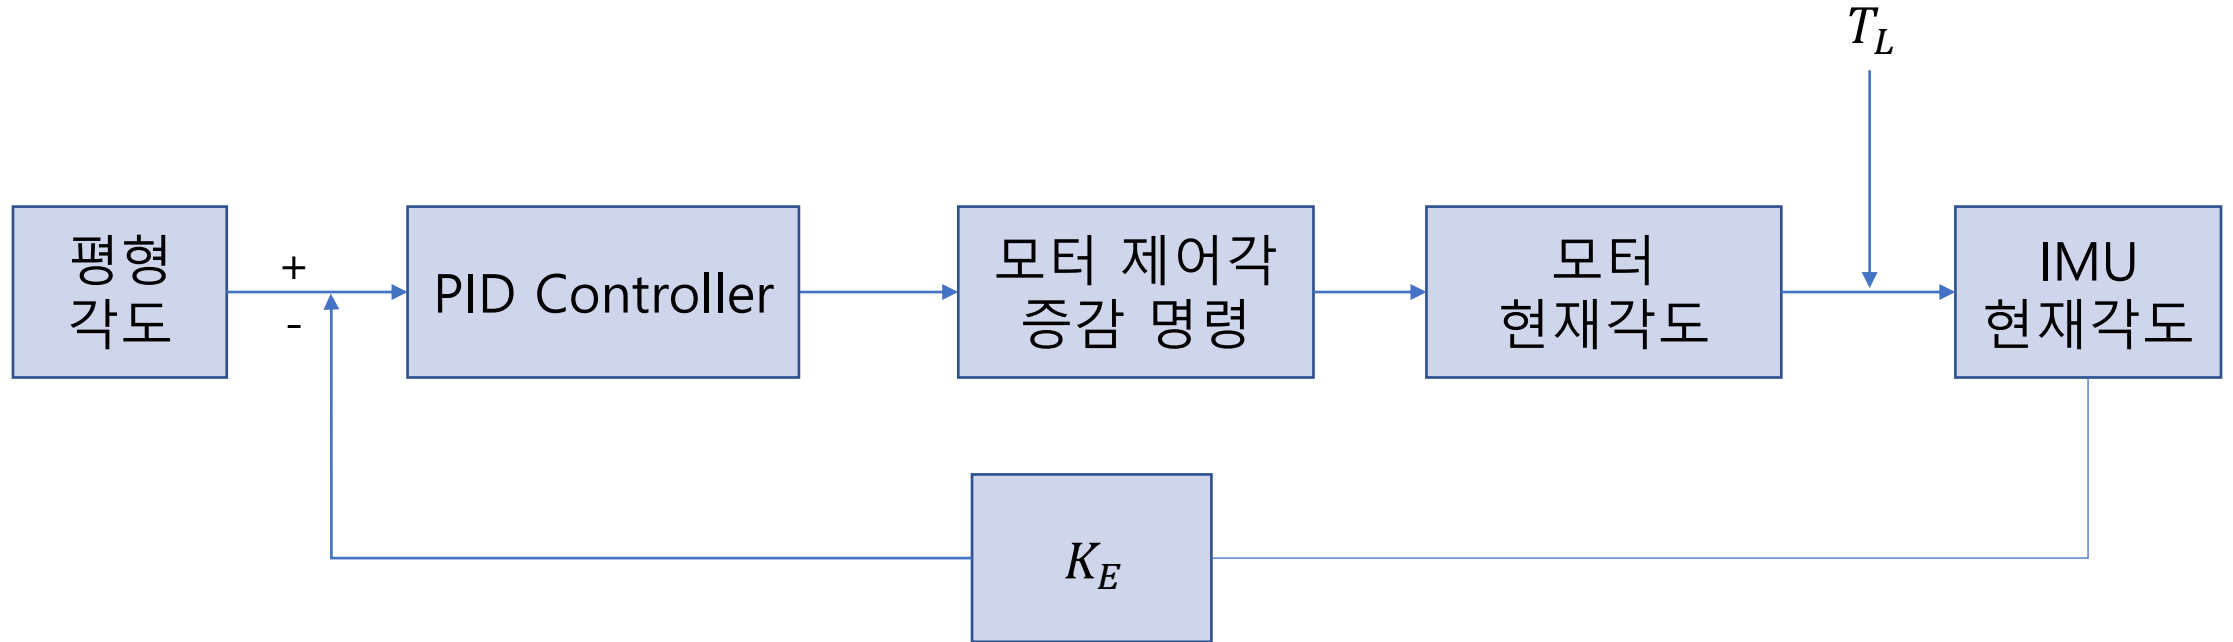 T_L
평형
각도
+
-
PID Controller
모터 제어각
증감 명령
모터
현재각도
IMU
현재각도
K_E